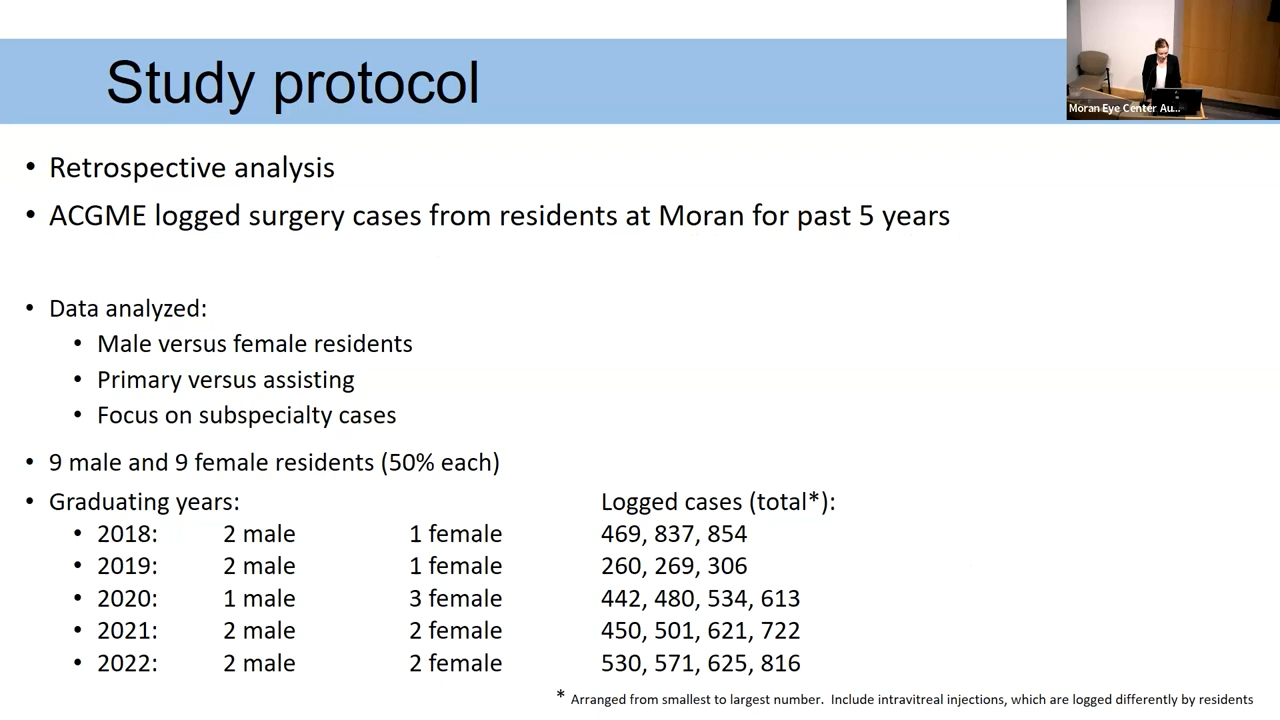 Study protocol
Moran Eye Center Au...
• Retrospective analysis
• ACGME logged surgery cases from residents at Moran for past 5 years
• Data analyzed:
• Male versus female residents
• Primary versus assisting
• Focus on subspecialty cases
• 9 male and 9 female residents (50% each)
• Graduating years: Logged cases (total*):
• 2018: 2 male 1 female 469, 837, 854
• 2019: 2 male 1 female 260, 269, 306
• 2020: 1 male 3 female 442, 480, 534, 613
• 2021: 2 male 2 female 450, 501, 621, 722
• 2022: 2 male 2 female 530, 571, 625, 816
* Arranged from smallest to largest number. Include intravitreal injections, which are logged differently by residents